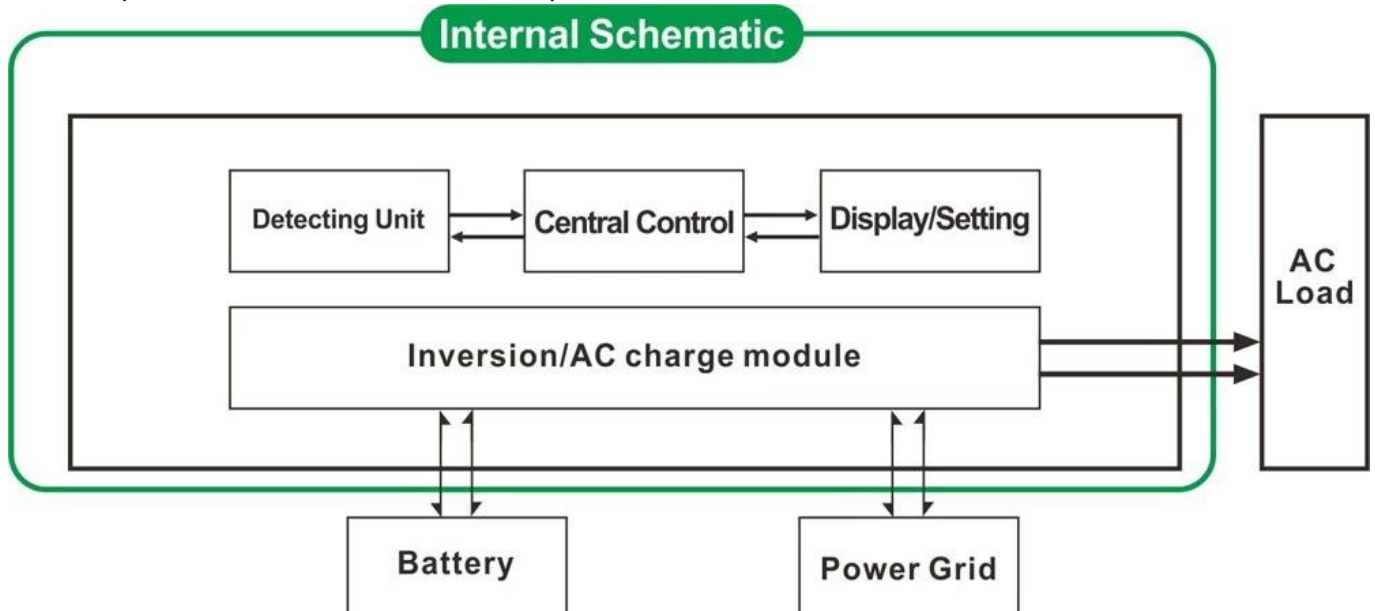 Internal Schematic
Detecting Unit
Central Control
Display/Setting
AC
Load
Inversion/AC charge module
Battery
Power Grid